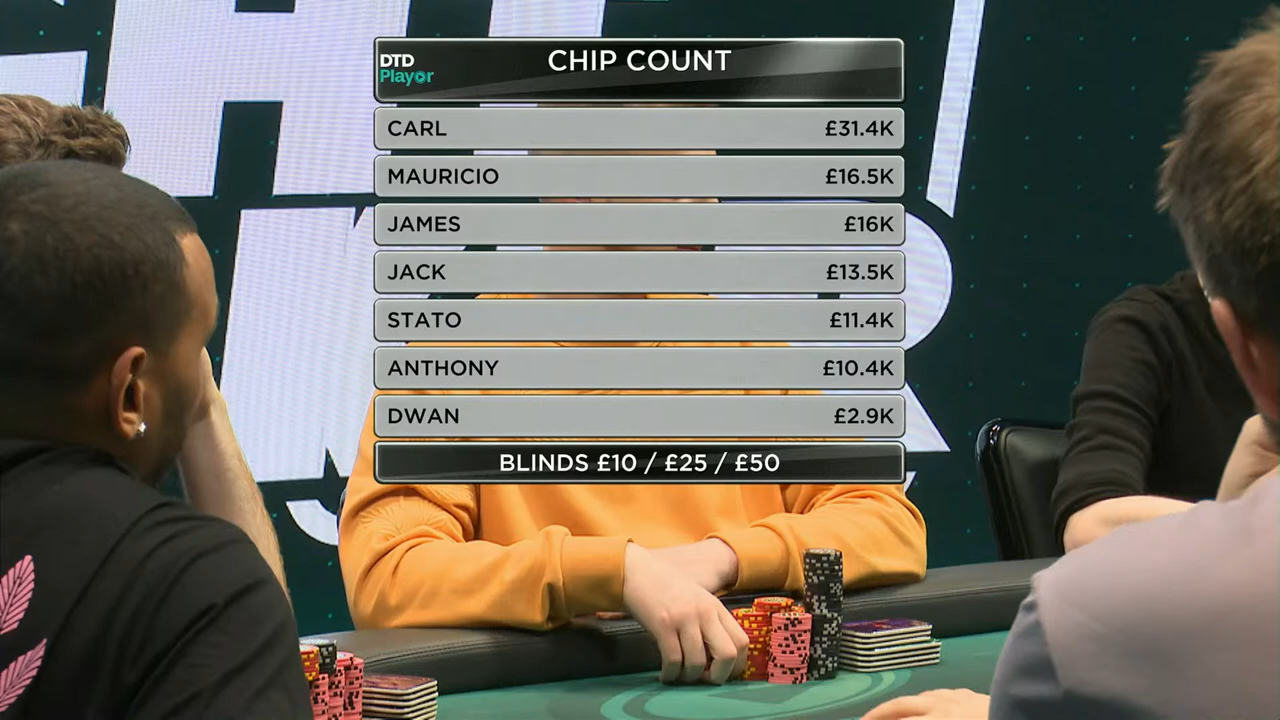 DTD
Player
CHIP COUNT
CARL £31.4K
MAURICIO £16.5K
JAMES £16K
JACK £13.5K
STATO £11.4K
ANTHONY £10.4K
DWAN £2.9K
BLINDS £10 / £25 / £50